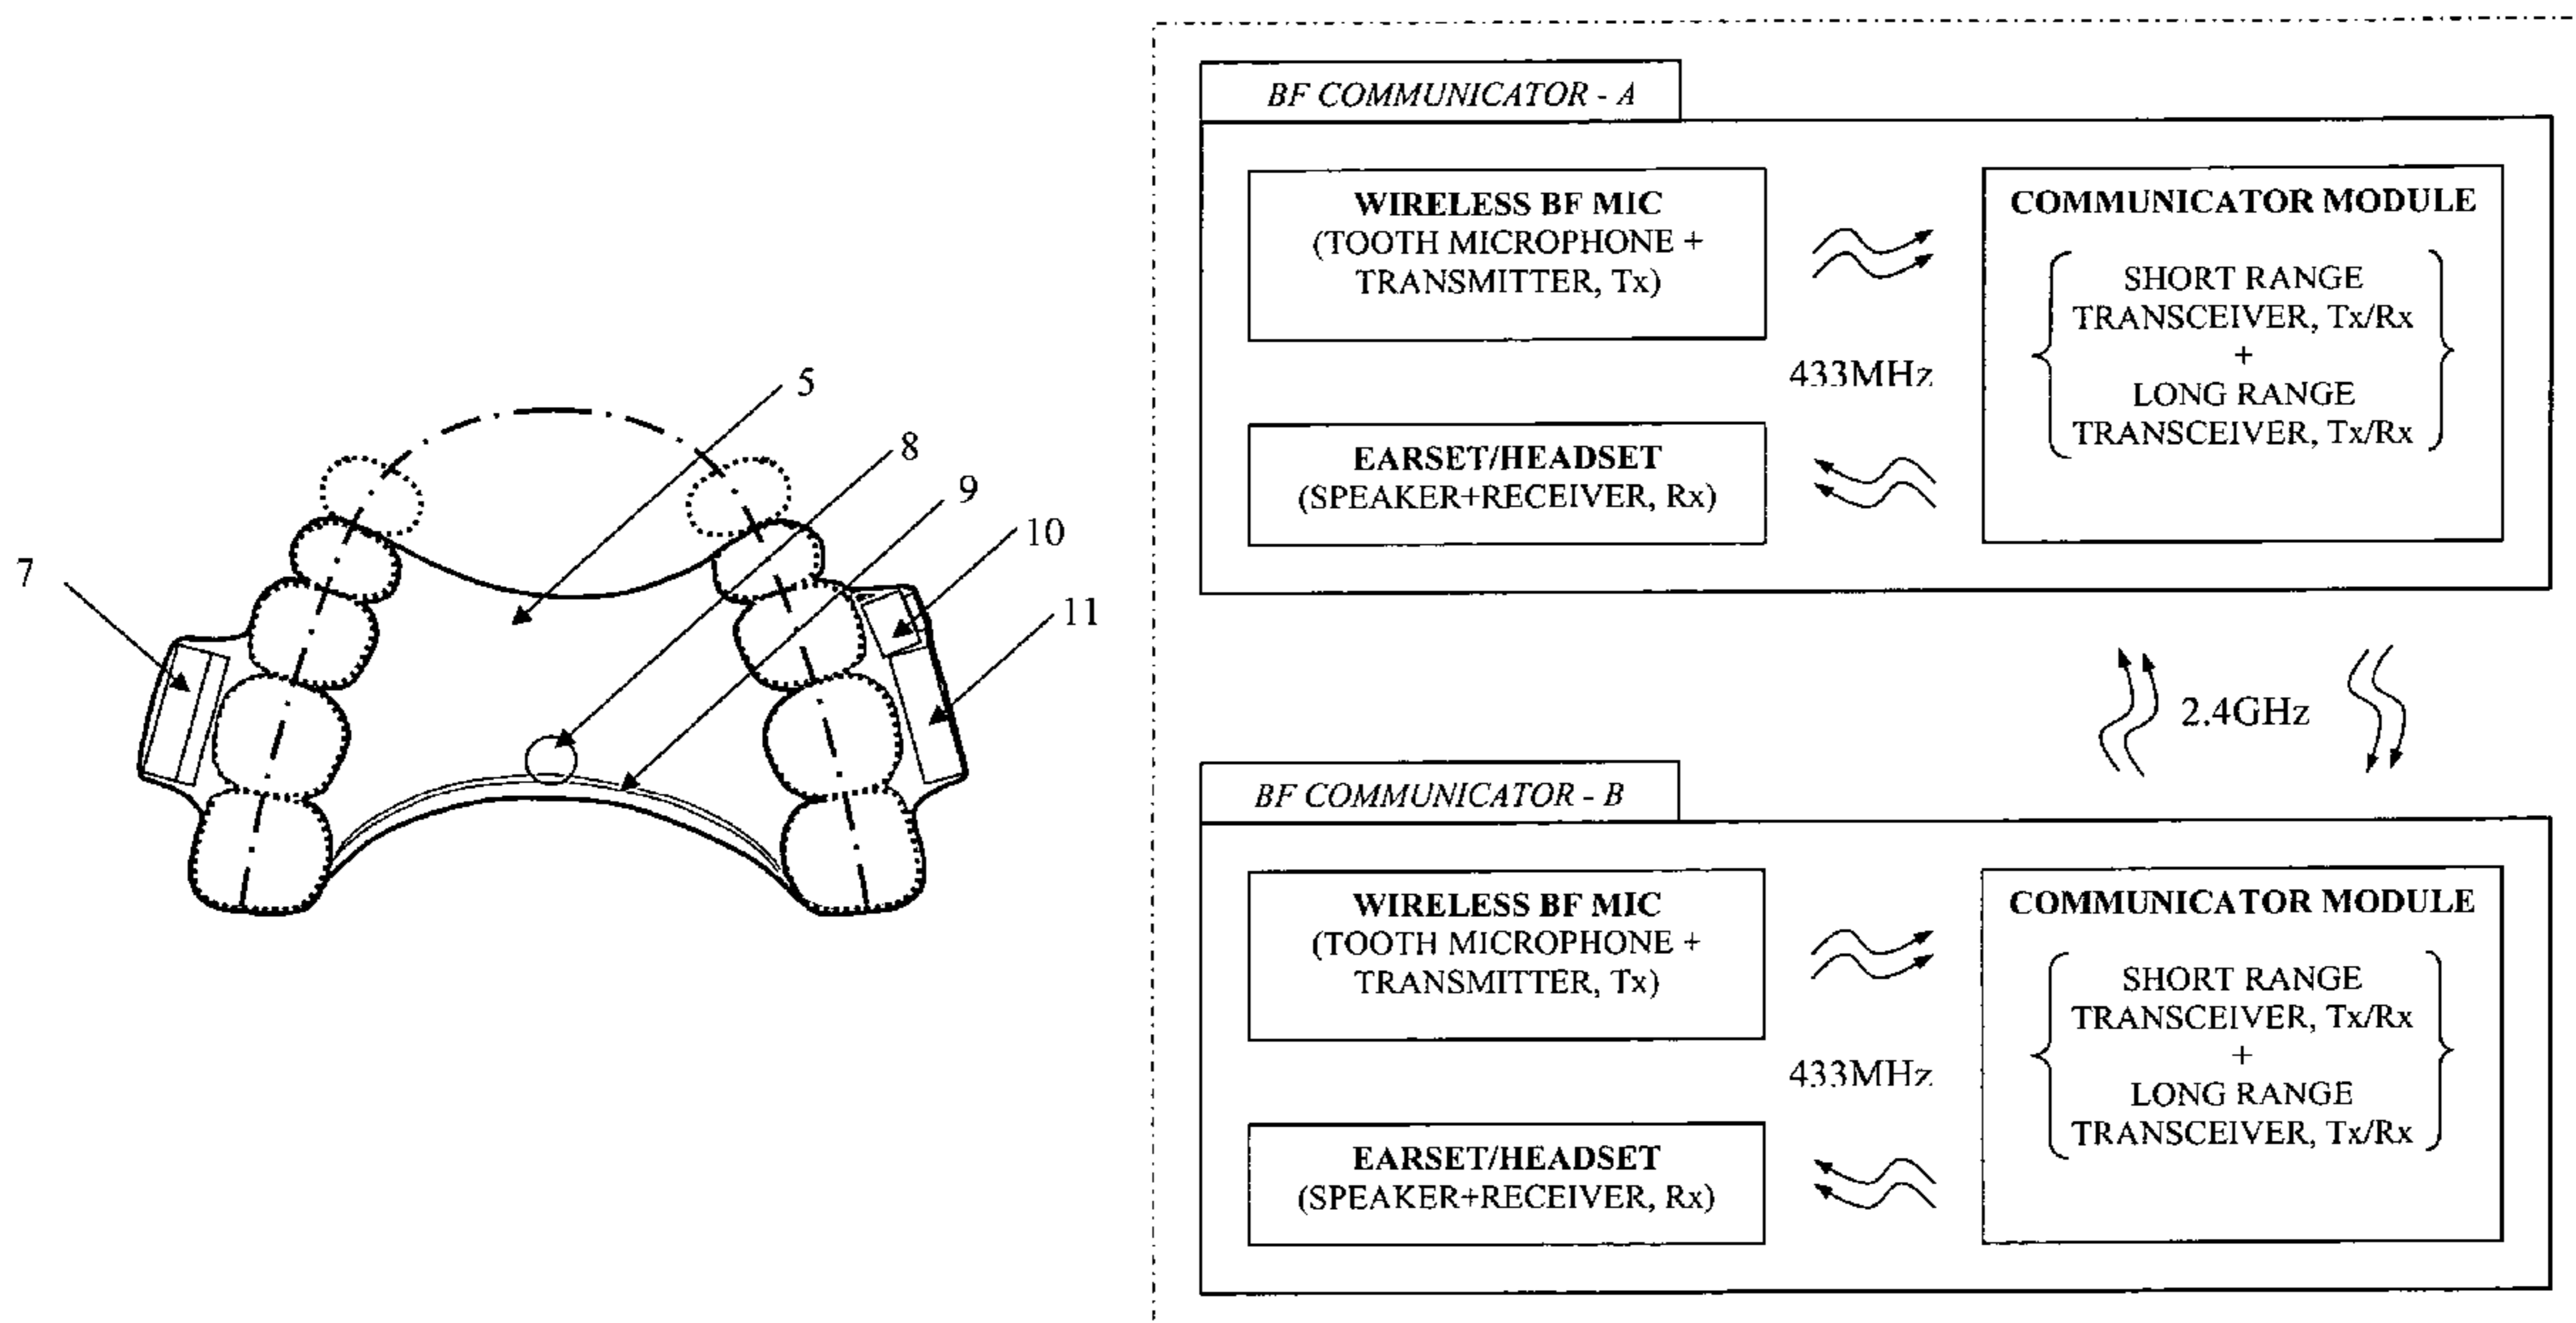 5
8
9
10
7
11
BF COMMUNICATOR - A
WIRELESS BF MIC
(TOOTH MICROPHONE +
TRANSMITTER, Tx)
433MHz
EARSET/HEADSET
(SPEAKER+RECEIVER, Rx)
COMMUNICATOR MODULE
SHORT RANGE
TRANSCEIVER, Tx/Rx
+
LONG RANGE
TRANSCEIVER, Tx/Rx
2.4GHz
BF COMMUNICATOR - B
WIRELESS BF MIC
(TOOTH MICROPHONE +
TRANSMITTER, Tx)
433MHz
EARSET/HEADSET
(SPEAKER+RECEIVER, Rx)
COMMUNICATOR MODULE
SHORT RANGE
TRANSCEIVER, Tx/Rx
+
LONG RANGE
TRANSCEIVER, Tx/Rx